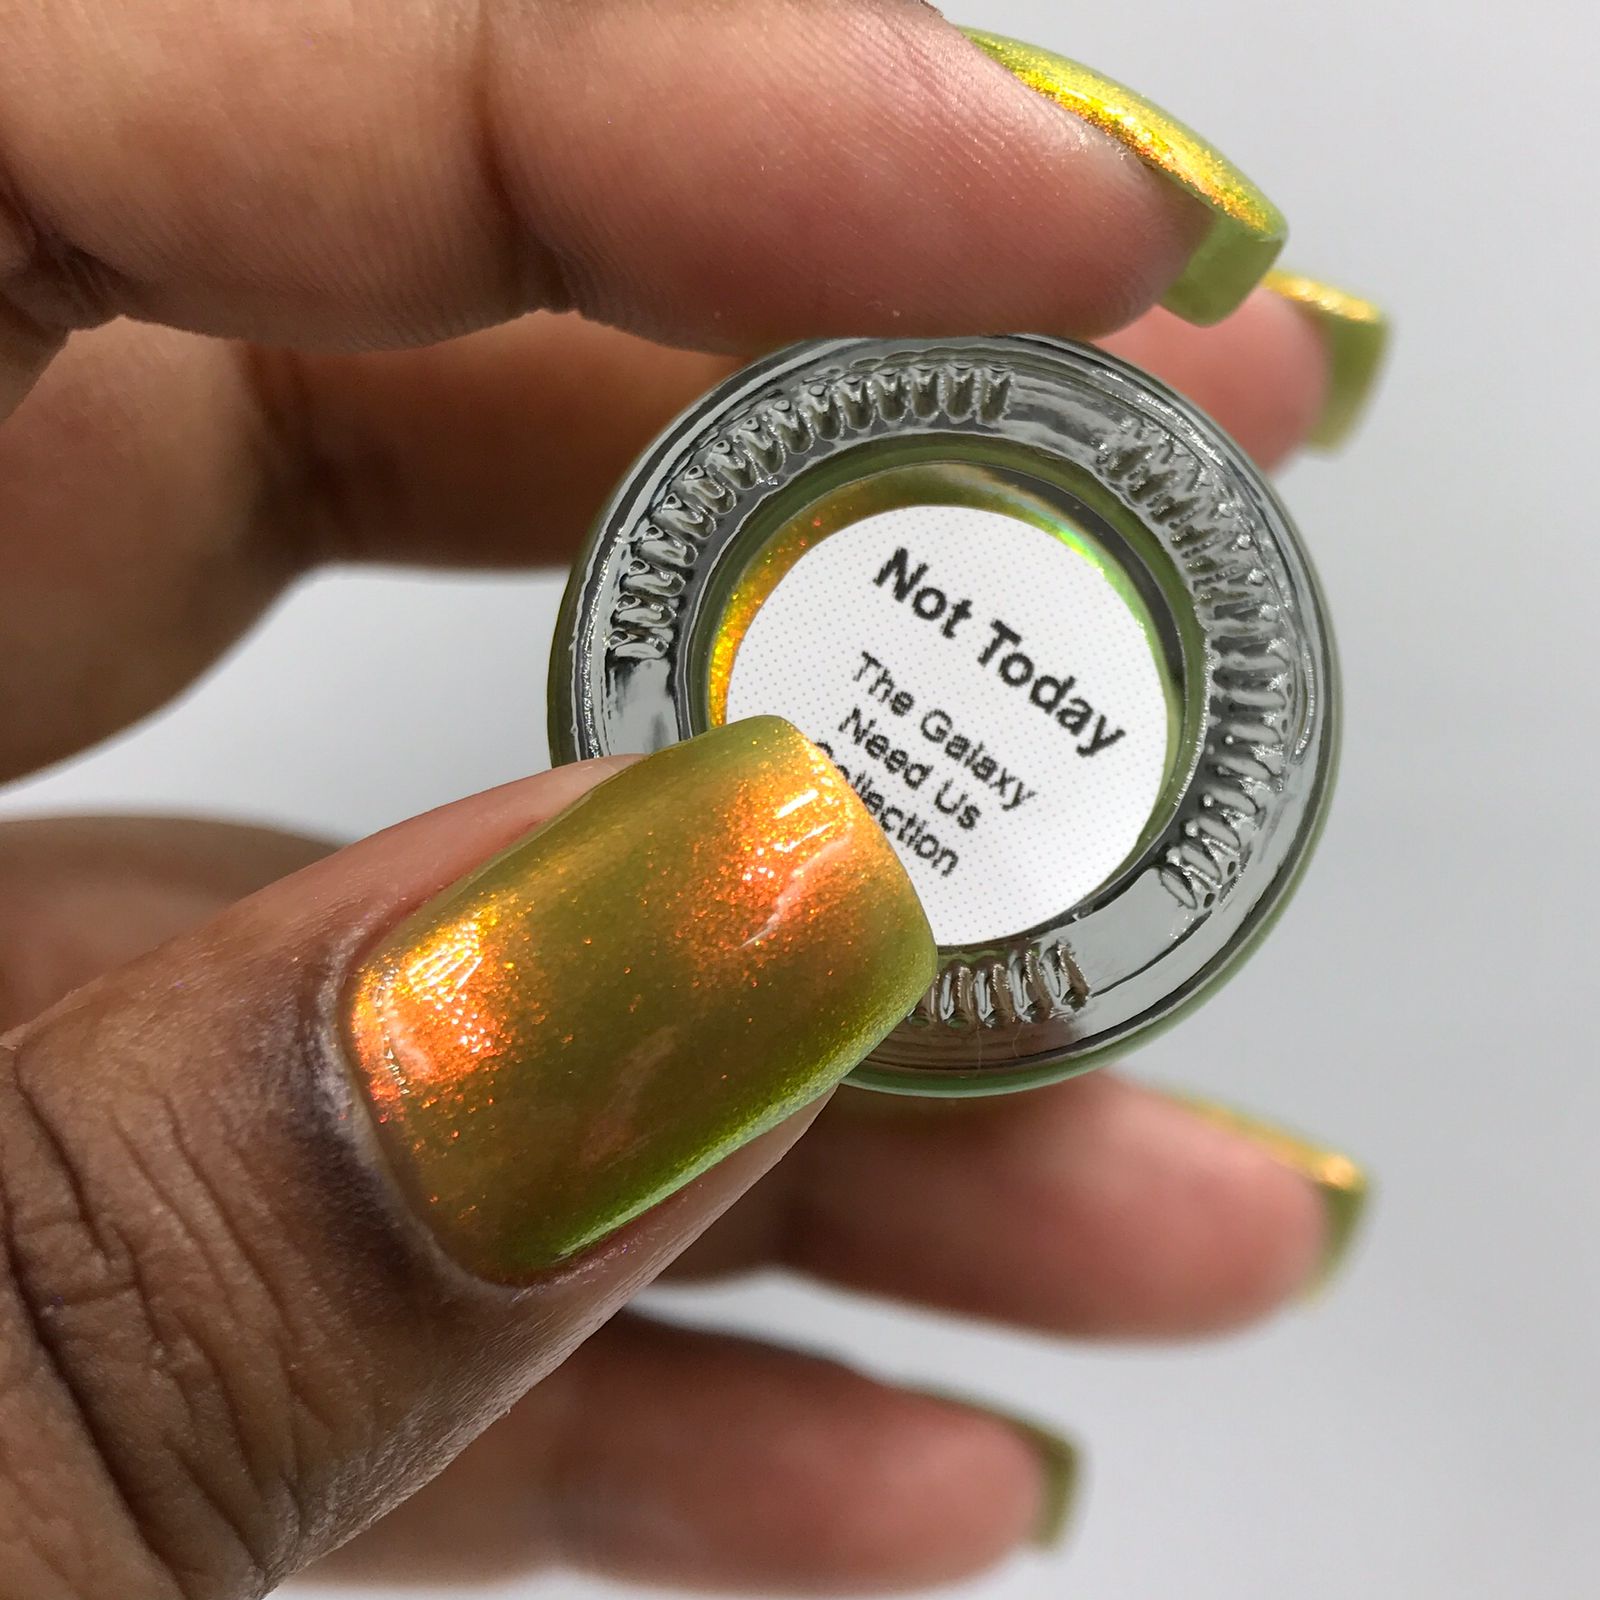 Not Today
The Galaxy
Need Us
Collection